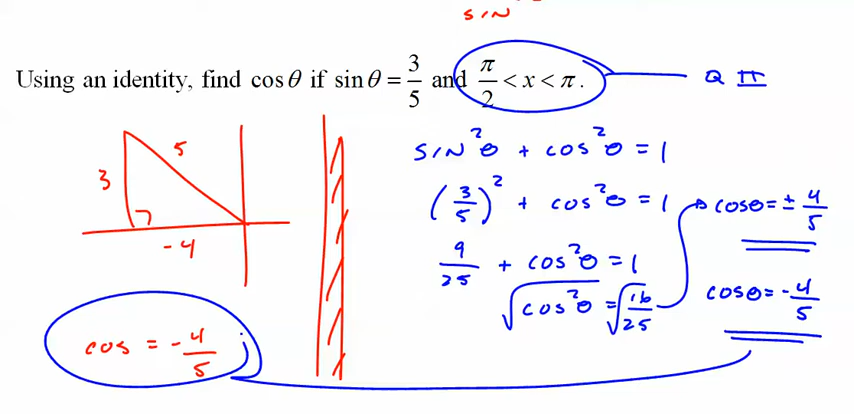 sin
Using an identity, find cos θ if sin θ = 3/5 and π/2 < x < π. Q II
5
3
-4
cos = -4/5
sin²θ + cos²θ = 1
(3/5)² + cos²θ = 1
9/25 + cos²θ = 1
√cos²θ = √16/25
cosθ = ± 4/5
cosθ = -4/5